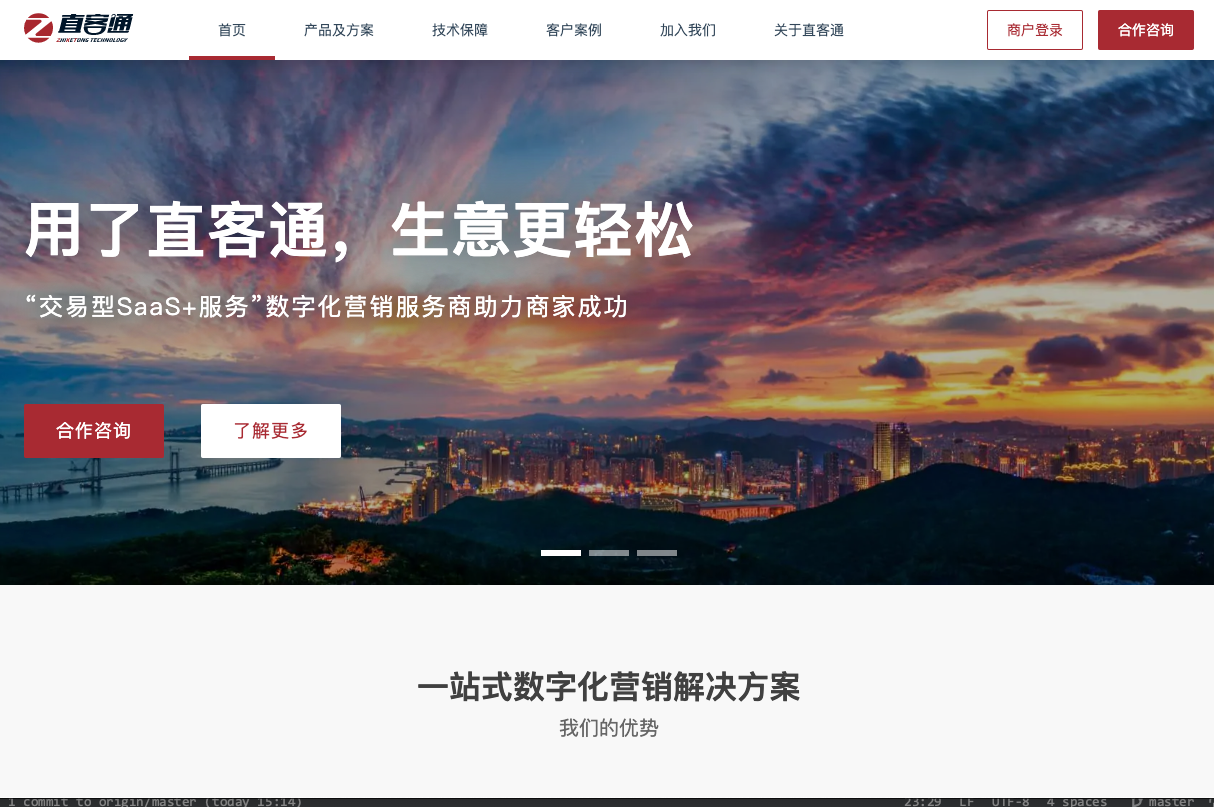 直客通
ZHIKETONG TECHNOLOGY
首页
产品及方案
技术保障
客户案例
加入我们
关于直客通
商户登录
合作咨询
用了直客通，生意更轻松
“交易型SaaS+服务”数字化营销服务商助力商家成功
合作咨询
了解更多
一站式数字化营销解决方案
我们的优势
1 commit to origin/master (today 15:14)
23:29 LF UTF-8 4 spaces master